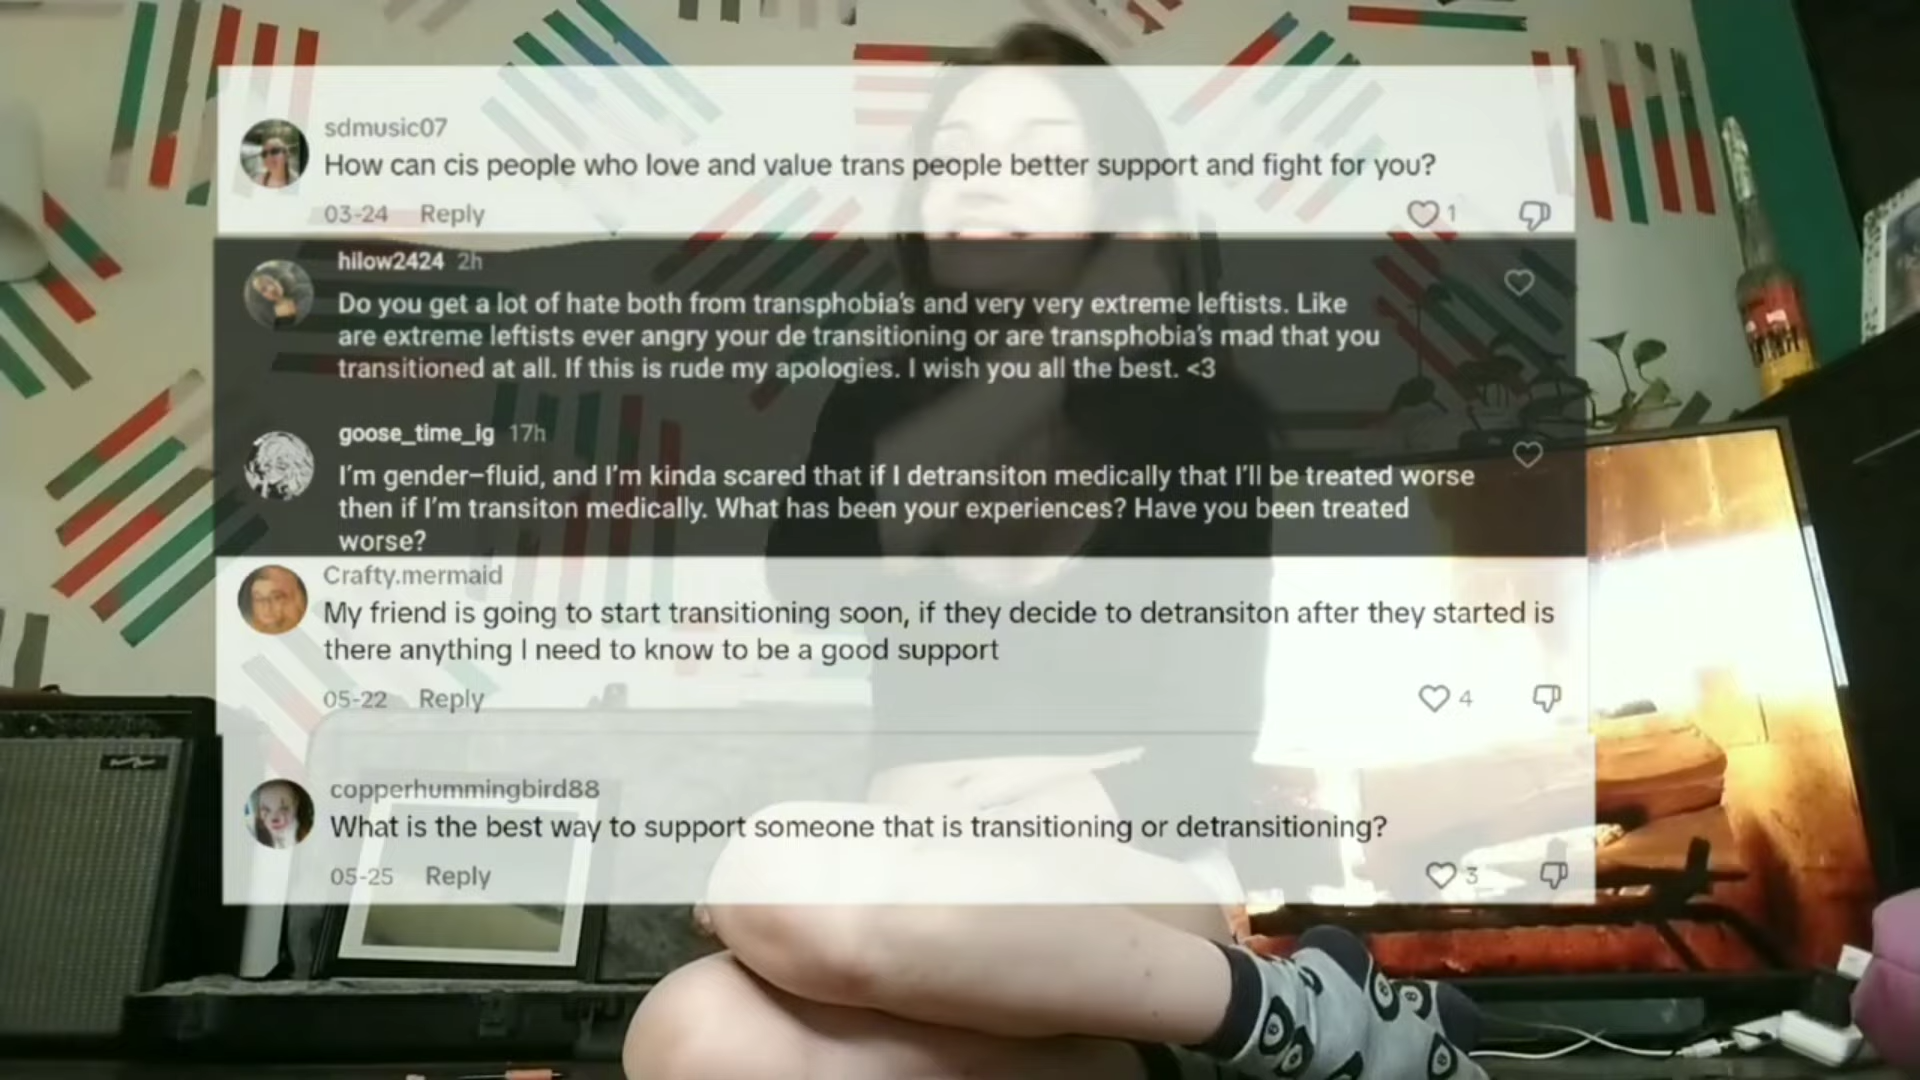 sdmusic07
How can cis people who love and value trans people better support and fight for you?
03-24 Reply
1
hilow2424 2h
Do you get a lot of hate both from transphobia's and very very extreme leftists. Like
are extreme leftists ever angry your de transitioning or are transphobia's mad that you
transitioned at all. If this is rude my apologies. I wish you all the best. <3
goose_time_ig 17h
I'm gender-fluid, and I'm kinda scared that if I detransiton medically that I'll be treated worse
then if I'm transiton medically. What has been your experiences? Have you been treated
worse?
Crafty.mermaid
My friend is going to start transitioning soon, if they decide to detransiton after they started is
there anything I need to know to be a good support
05-22 Reply
4
copperhummingbird88
What is the best way to support someone that is transitioning or detransitioning?
05-25 Reply
3